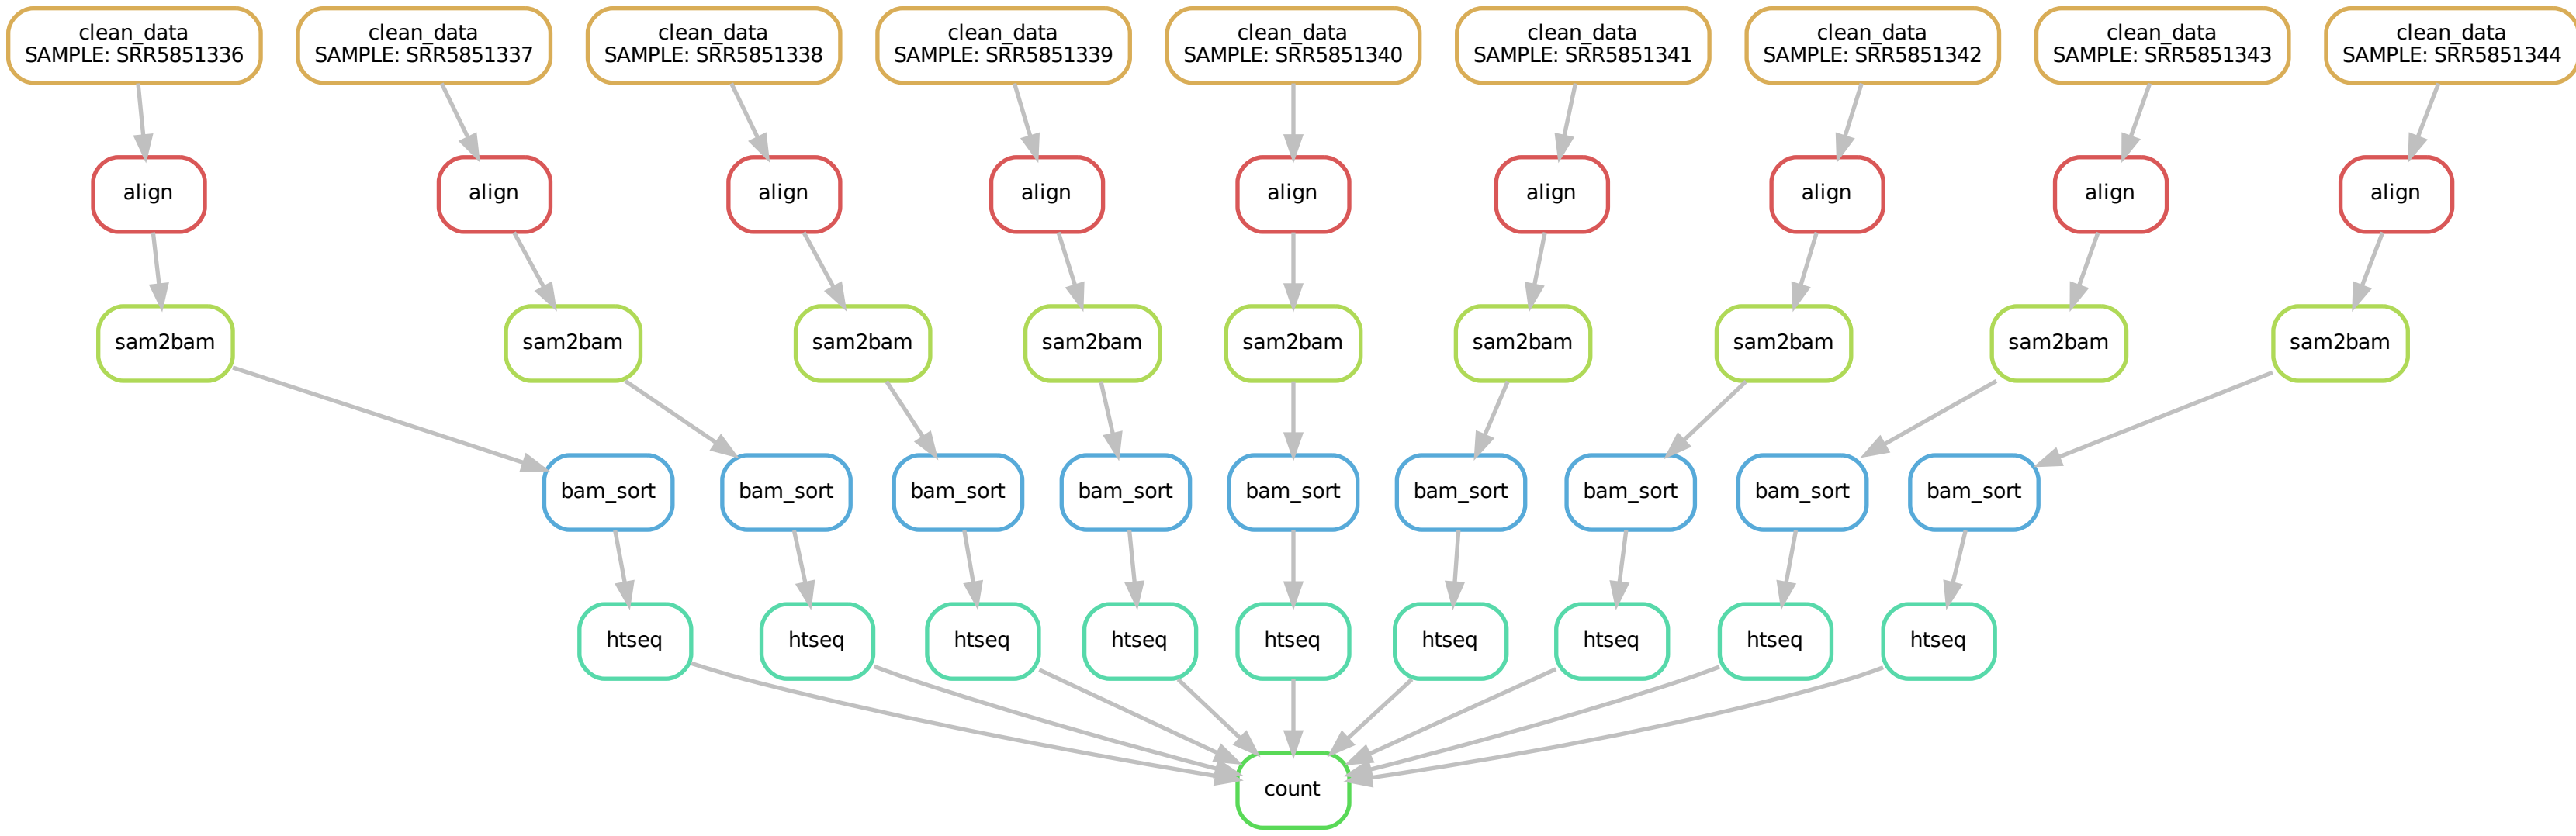 clean_data
SAMPLE: SRR5851336
clean_data
SAMPLE: SRR5851337
clean_data
SAMPLE: SRR5851338
clean_data
SAMPLE: SRR5851339
clean_data
SAMPLE: SRR5851340
clean_data
SAMPLE: SRR5851341
clean_data
SAMPLE: SRR5851342
clean_data
SAMPLE: SRR5851343
clean_data
SAMPLE: SRR5851344
align
align
align
align
align
align
align
align
align
sam2bam
sam2bam
sam2bam
sam2bam
sam2bam
sam2bam
sam2bam
sam2bam
sam2bam
bam_sort
bam_sort
bam_sort
bam_sort
bam_sort
bam_sort
bam_sort
bam_sort
bam_sort
htseq
htseq
htseq
htseq
htseq
htseq
htseq
htseq
htseq
count